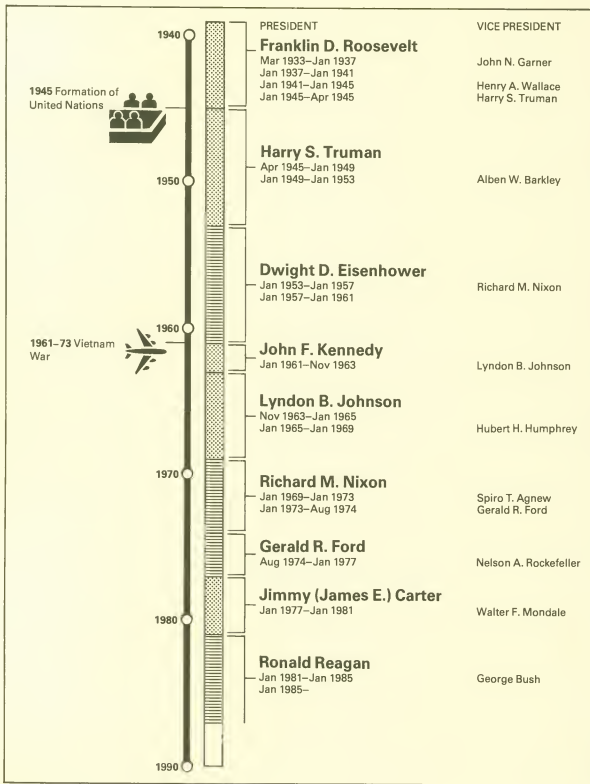 PRESIDENT VICE PRESIDENT
1940
Franklin D. Roosevelt
Mar 1933–Jan 1937 John N. Garner
Jan 1937–Jan 1941
Jan 1941–Jan 1945 Henry A. Wallace
Jan 1945–Apr 1945 Harry S. Truman
1945 Formation of
United Nations
Harry S. Truman
Apr 1945–Jan 1949
Jan 1949–Jan 1953 Alben W. Barkley
1950
Dwight D. Eisenhower
Jan 1953–Jan 1957 Richard M. Nixon
Jan 1957–Jan 1961
1960
1961–73 Vietnam
War
John F. Kennedy
Jan 1961–Nov 1963 Lyndon B. Johnson
Lyndon B. Johnson
Nov 1963–Jan 1965
Jan 1965–Jan 1969 Hubert H. Humphrey
1970
Richard M. Nixon
Jan 1969–Jan 1973 Spiro T. Agnew
Jan 1973–Aug 1974 Gerald R. Ford
Gerald R. Ford
Aug 1974–Jan 1977 Nelson A. Rockefeller
Jimmy (James E.) Carter
Jan 1977–Jan 1981 Walter F. Mondale
1980
Ronald Reagan
Jan 1981–Jan 1985 George Bush
Jan 1985–
1990